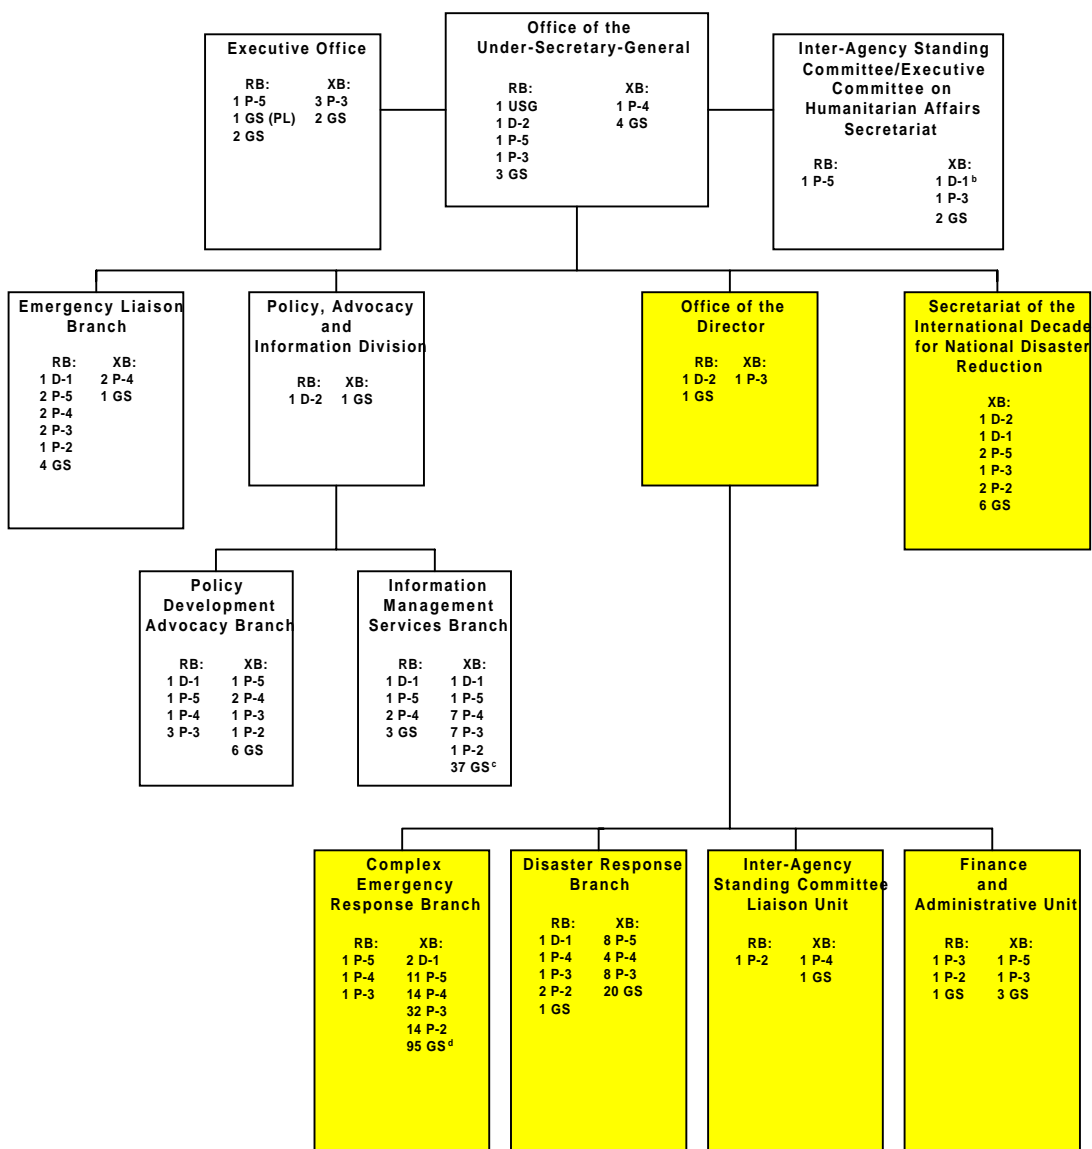 Executive Office
RB: XB:
1 P-5 3 P-3
1 GS (PL) 2 GS
2 GS
Office of the
Under-Secretary-General
RB: XB:
1 USG 1 P-4
1 D-2 4 GS
1 P-5
1 P-3
3 GS
Inter-Agency Standing
Committee/Executive
Committee on
Humanitarian Affairs
Secretariat
RB: XB:
1 P-5 1 D-1 b
1 P-3
2 GS
Emergency Liaison
Branch
RB: XB:
1 D-1 2 P-4
2 P-5 1 GS
2 P-4
2 P-3
1 P-2
4 GS
Policy, Advocacy
and
Information Division
RB: XB:
1 D-2 1 GS
Office of the
Director
RB: XB:
1 D-2 1 P-3
1 GS
Secretariat of the
International Decade
for National Disaster
Reduction
XB:
1 D-2
1 D-1
2 P-5
1 P-3
2 P-2
6 GS
Policy
Development
Advocacy Branch
RB: XB:
1 D-1 1 P-5
1 P-5 2 P-4
1 P-4 1 P-3
3 P-3 1 P-2
6 GS
Information
Management
Services Branch
RB: XB:
1 D-1 1 D-1
1 P-5 1 P-5
2 P-4 7 P-4
3 GS 7 P-3
1 P-2
37 GS c
Complex
Emergency
Response Branch
RB: XB:
1 P-5 2 D-1
1 P-4 11 P-5
1 P-3 14 P-4
32 P-3
14 P-2
95 GS d
Disaster Response
Branch
RB: XB:
1 D-1 8 P-5
1 P-4 4 P-4
1 P-3 8 P-3
2 P-2 20 GS
1 GS
Inter-Agency
Standing Committee
Liaison Unit
RB: XB:
1 P-2 1 P-4
1 GS
Finance
and
Administrative Unit
RB: XB:
1 P-3 1 P-5
1 P-2 1 P-3
1 GS 3 GS